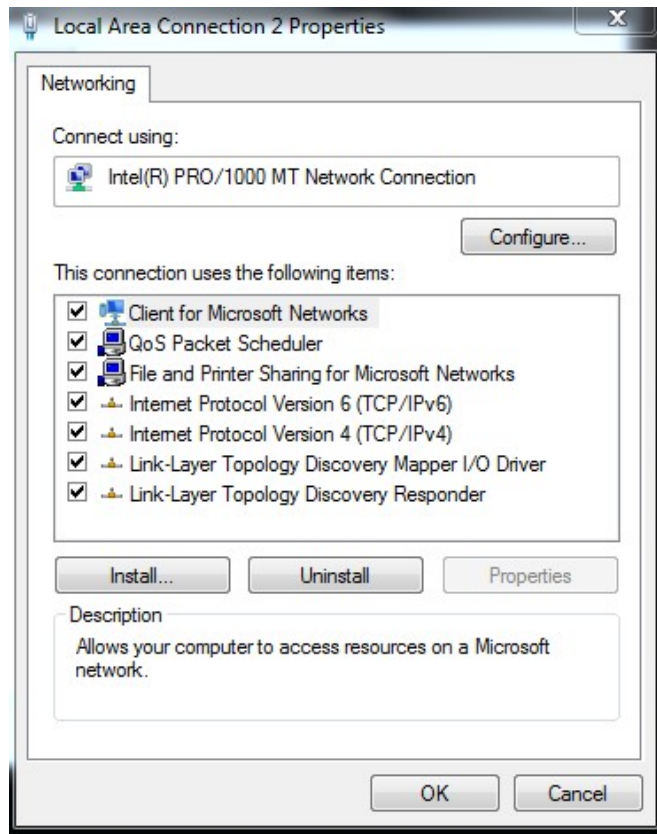 Local Area Connection 2 Properties
X
Networking
Connect using:
Intel(R) PRO/1000 MT Network Connection
Configure...
This connection uses the following items:
Client for Microsoft Networks
QoS Packet Scheduler
File and Printer Sharing for Microsoft Networks
Internet Protocol Version 6 (TCP/IPv6)
Internet Protocol Version 4 (TCP/IPv4)
Link-Layer Topology Discovery Mapper I/O Driver
Link-Layer Topology Discovery Responder
Install... Uninstall Properties
Description
Allows your computer to access resources on a Microsoft
network.
OK Cancel